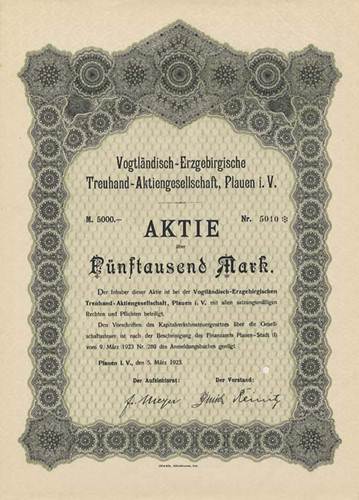 Vogtländisch-Erzgebirgische
Treuhand-Aktiengesellschaft, Plauen i. V.
M. 5000.— Nr. 5010
AKTIE
über
Fünftausend Mark.
Der Inhaber dieser Aktie ist bei der Vogtländisch-Erzgebirgischen
Treuhand-Aktiengesellschaft, Plauen i. V. mit allen satzungsmäßigen
Rechten und Pflichten beteiligt.
Den Vorschriften des Kapitalverkehrssteuergesetzes über die Gesell-
schaftssteuer ist nach der Bescheinigung des Finanzamts Plauen-Stadt (I)
vom 9. März 1923 Nr. 280 des Anmeldungsbuches genügt.
Plauen i. V., den 5. März 1923.
Der Aufsichtsrat: Der Vorstand:
f. Meyer